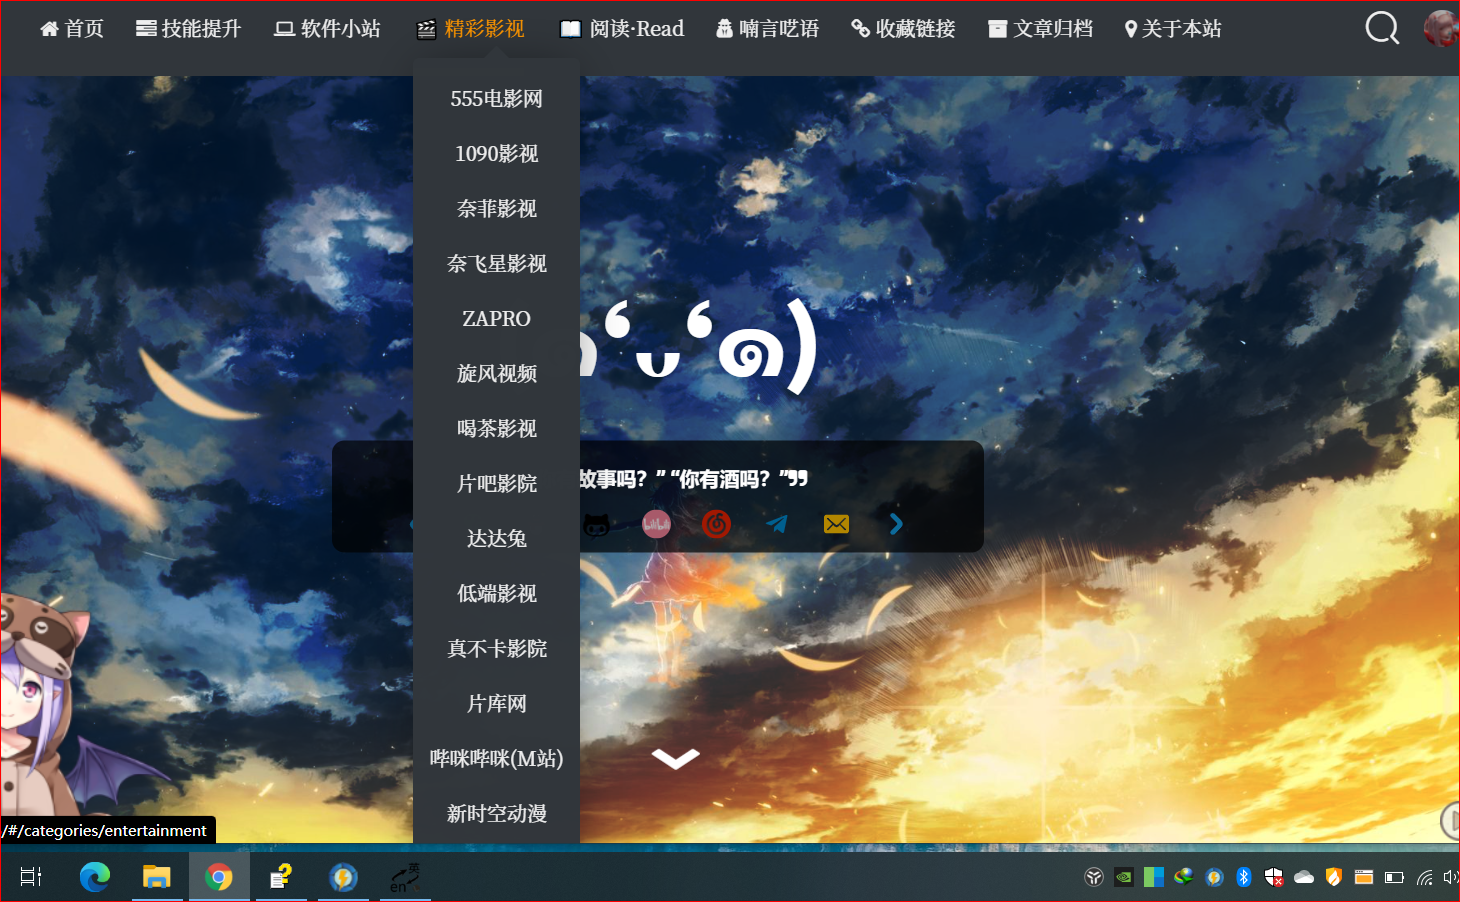 首页 技能提升 软件小站 精彩影视 阅读·Read 喃言呓语 收藏链接 文章归档 关于本站
555电影网
1090影视
奈菲影视
奈飞星影视
ZAPRO
旋风视频
喝茶影视
片吧影院
达达兔
低端影视
真不卡影院
片库网
哔咪哔咪(M站)
新时空动漫
‘ᴗ‘๑)
故事吗？” “你有酒吗？”
/#/categories/entertainment
en 英